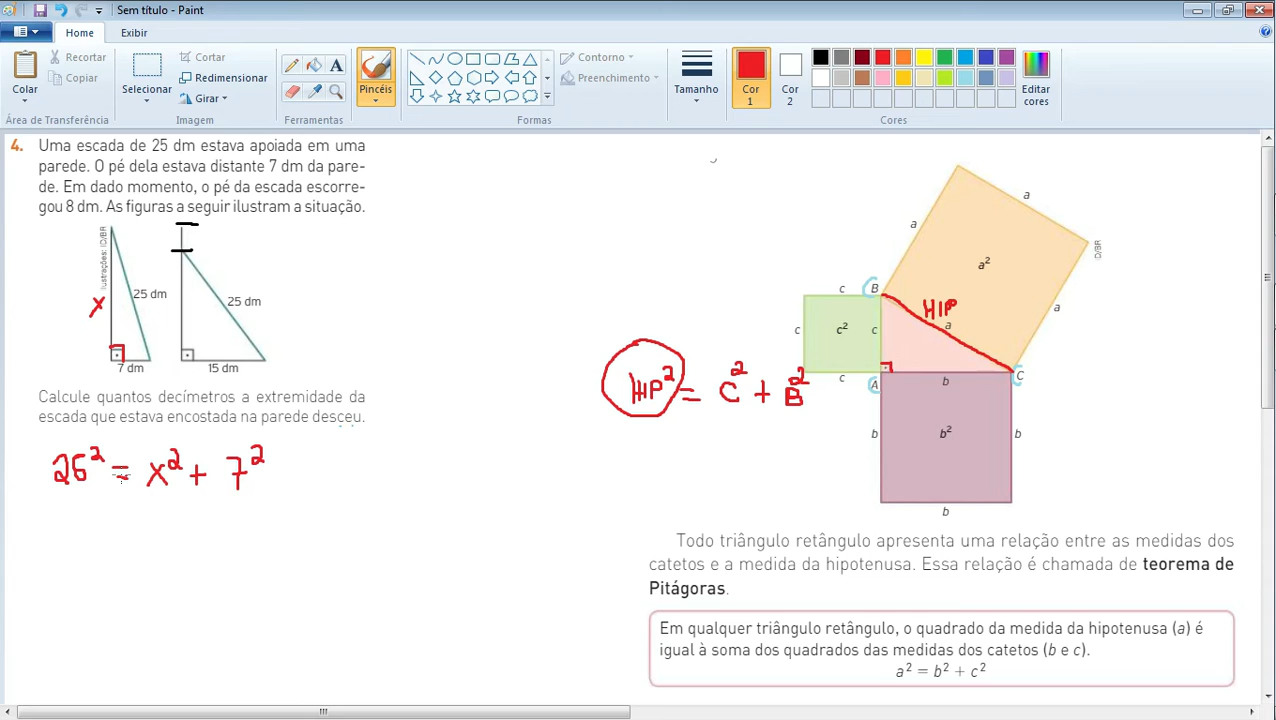 Sem título - Paint
Home
Exibir
Colar
Recortar
Copiar
Área de Transferência
Selecionar
Cortar
Redimensionar
Girar
Imagem
A
Ferramentas
Pincéis
Contorno
Preenchimento
Formas
Tamanho
Cor
1
Cor
2
Editar
cores
Cores
4. Uma escada de 25 dm estava apoiada em uma
parede. O pé dela estava distante 7 dm da pare-
de. Em dado momento, o pé da escada escorre-
gou 8 dm. As figuras a seguir ilustram a situação.
Ilustrações: ID/BR
x
25 dm
7 dm
25 dm
15 dm
Calcule quantos decímetros a extremidade da
escada que estava encostada na parede desceu.
25² = x² + 7²
a
a
a²
ID/BR
c
B
HIP
a
c
c²
c
a
c
A
b
C
HIP² = C² + B²
b
b²
b
b
Todo triângulo retângulo apresenta uma relação entre as medidas dos
catetos e a medida da hipotenusa. Essa relação é chamada de teorema de
Pitágoras.
Em qualquer triângulo retângulo, o quadrado da medida da hipotenusa (a) é
igual à soma dos quadrados das medidas dos catetos (b e c).
a² = b² + c²